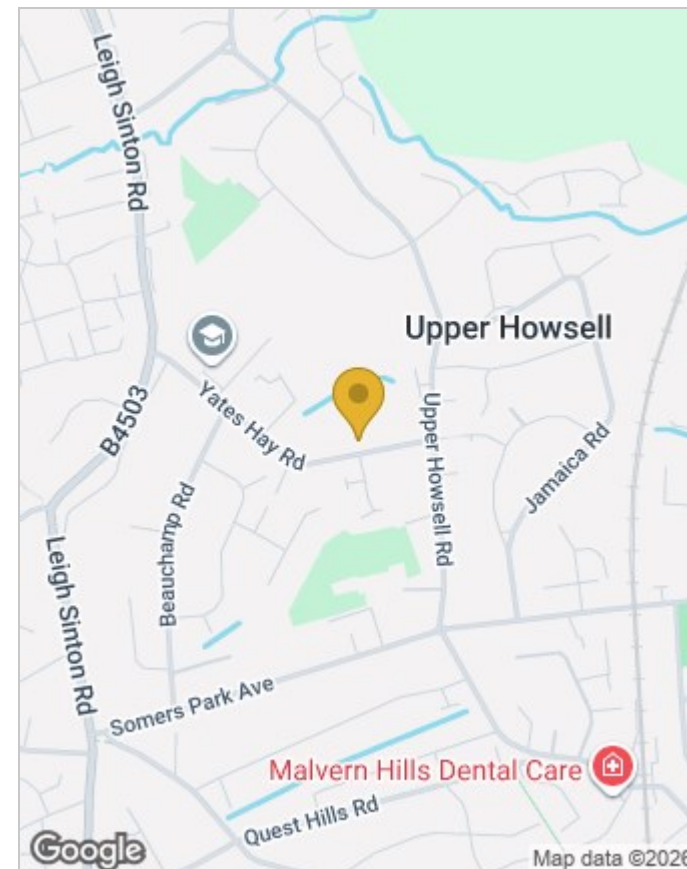 Leigh Sinton Rd
Upper Howsell
B4503
Yates Hay Rd
Upper Howsell Rd
Jamaica Rd
Beauchamp Rd
Leigh Sinton Rd
Somers Park Ave
Malvern Hills Dental Care
Quest Hills Rd
Google
Map data ©2026